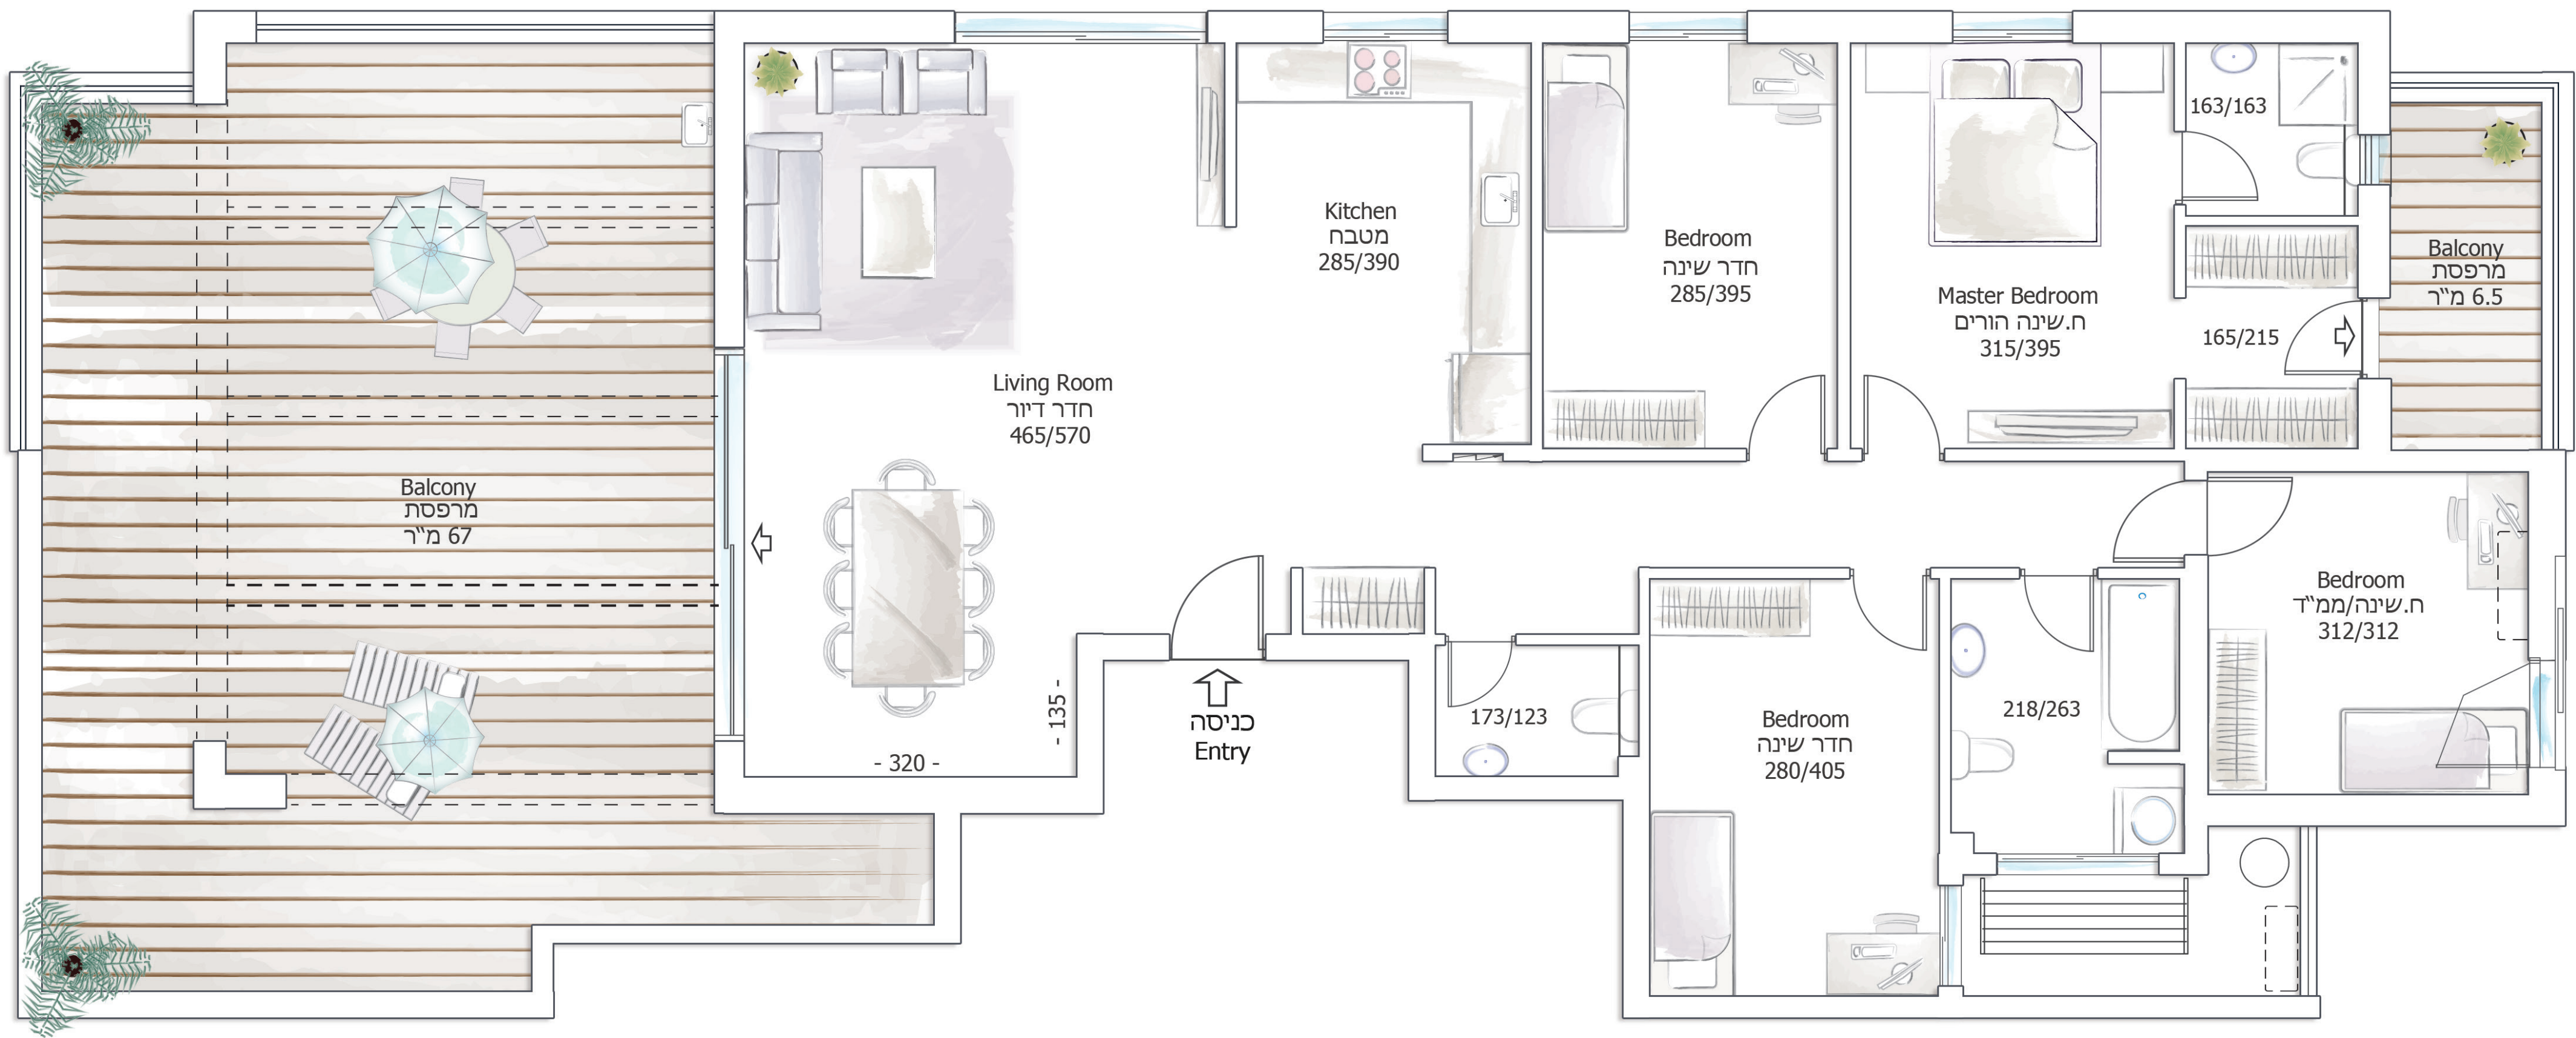 Balcony
מרפסת
67 מ"ר
Living Room
חדר דיור
465/570
- 320 -
- 135 -
כניסה
Entry
Kitchen
מטבח
285/390
Bedroom
חדר שינה
285/395
Master Bedroom
ח.שינה הורים
315/395
163/163
165/215
Balcony
מרפסת
6.5 מ"ר
173/123
Bedroom
חדר שינה
280/405
218/263
Bedroom
ח.שינה/ממ"ד
312/312